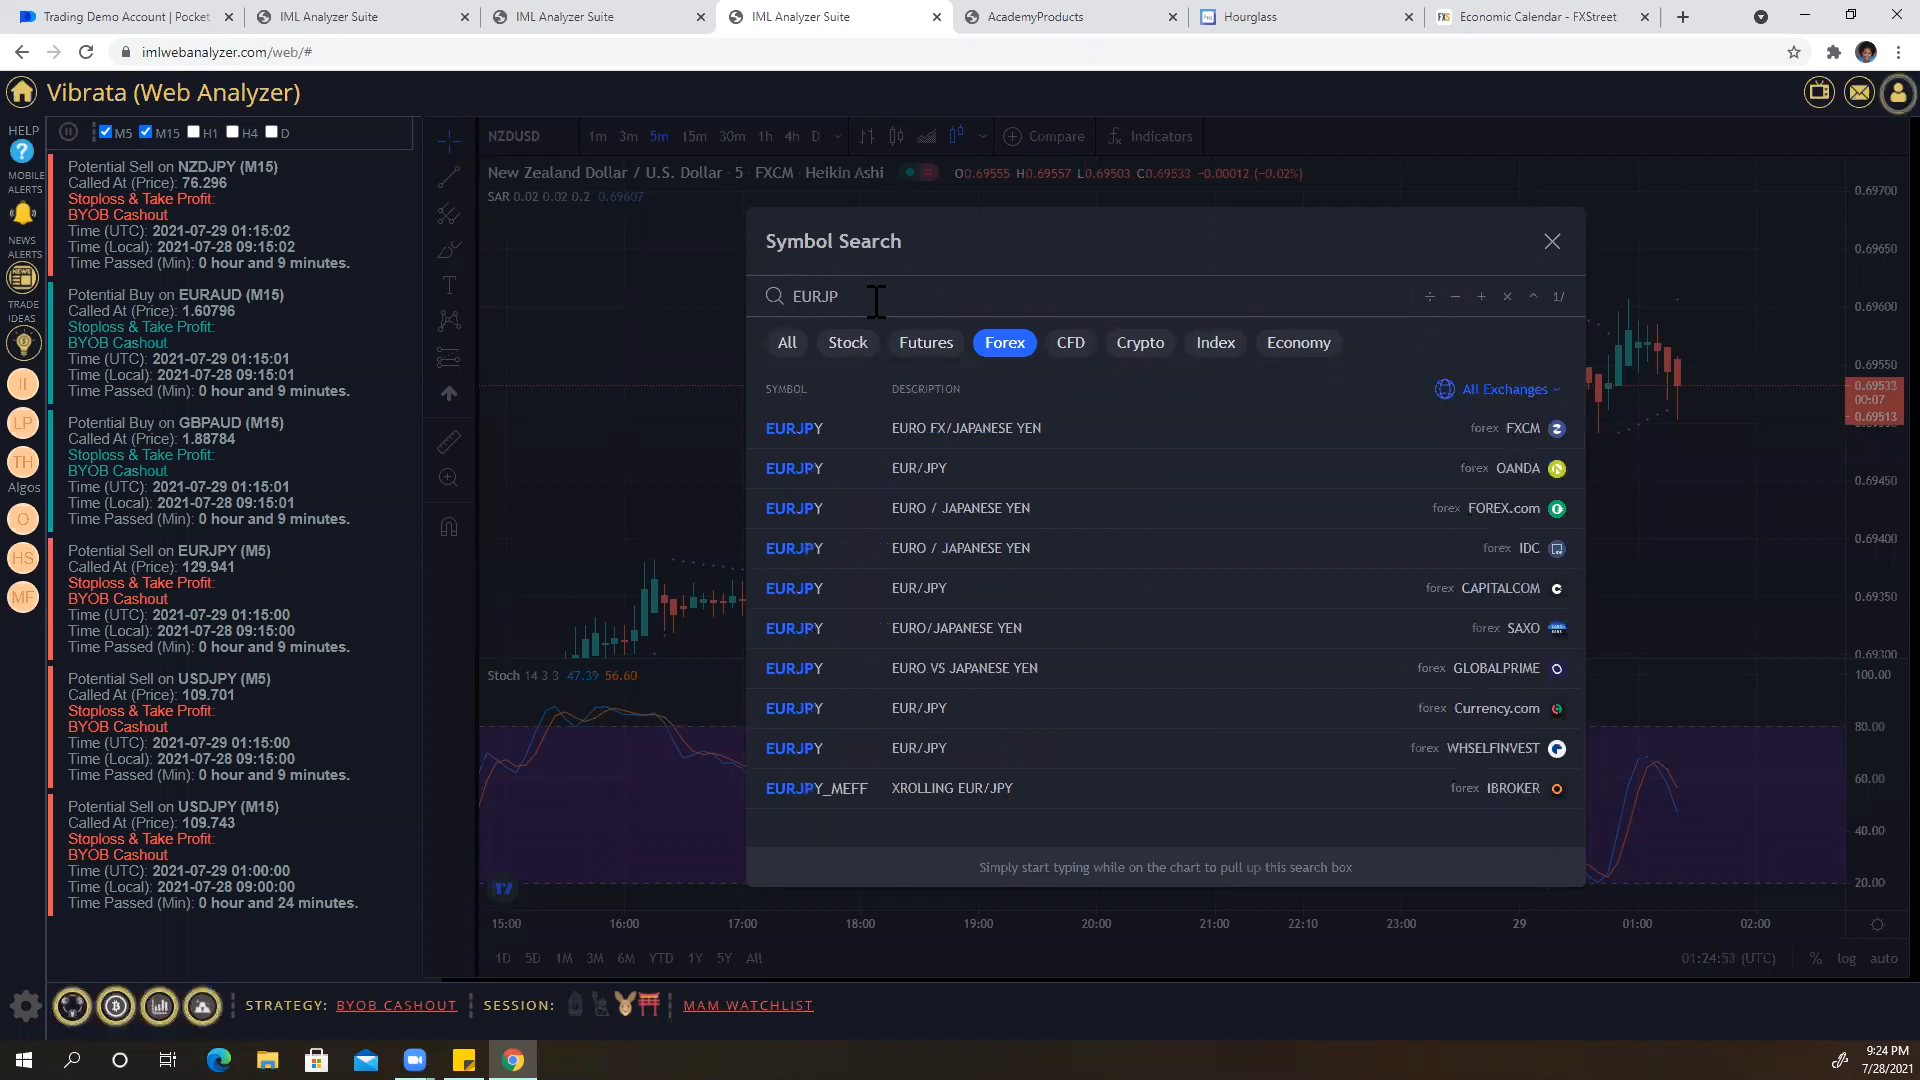 Trading Demo Account | Pocket
IML Analyzer Suite
IML Analyzer Suite
IML Analyzer Suite
AcademyProducts
Hourglass
Economic Calendar - FXStreet
imlwebanalyzer.com/web/#
Vibrata (Web Analyzer)
HELP
MOBILE ALERTS
NEWS ALERTS
NEWS
TRADE IDEAS
II
LP
TH
Algos
O
HS
MF
M5 M15 H1 H4 D
Potential Sell on NZDJPY (M15)
Called At (Price): 76.296
Stoploss & Take Profit:
BYOB Cashout
Time (UTC): 2021-07-29 01:15:02
Time (Local): 2021-07-28 09:15:02
Time Passed (Min): 0 hour and 9 minutes.
Potential Buy on EURAUD (M15)
Called At (Price): 1.60796
Stoploss & Take Profit:
BYOB Cashout
Time (UTC): 2021-07-29 01:15:01
Time (Local): 2021-07-28 09:15:01
Time Passed (Min): 0 hour and 9 minutes.
Potential Buy on GBPAUD (M15)
Called At (Price): 1.88784
Stoploss & Take Profit:
BYOB Cashout
Time (UTC): 2021-07-29 01:15:01
Time (Local): 2021-07-28 09:15:01
Time Passed (Min): 0 hour and 9 minutes.
Potential Sell on EURJPY (M5)
Called At (Price): 129.941
Stoploss & Take Profit:
BYOB Cashout
Time (UTC): 2021-07-29 01:15:00
Time (Local): 2021-07-28 09:15:00
Time Passed (Min): 0 hour and 9 minutes.
Potential Sell on USDJPY (M5)
Called At (Price): 109.701
Stoploss & Take Profit:
BYOB Cashout
Time (UTC): 2021-07-29 01:15:00
Time (Local): 2021-07-28 09:15:00
Time Passed (Min): 0 hour and 9 minutes.
Potential Sell on USDJPY (M15)
Called At (Price): 109.743
Stoploss & Take Profit:
BYOB Cashout
Time (UTC): 2021-07-29 01:00:00
Time (Local): 2021-07-28 09:00:00
Time Passed (Min): 0 hour and 24 minutes.
NZDUSD 1m 3m 5m 15m 30m 1h 4h D Compare Indicators
New Zealand Dollar / U.S. Dollar · 5 · FXCM · Heikin Ashi O0.69555 H0.69557 L0.69503 C0.69533 −0.00012 (−0.02%)
SAR 0.02 0.02 0.2 0.69607
Symbol Search
EURJP ÷ − + × ^ 1/
All Stock Futures Forex CFD Crypto Index Economy
SYMBOL DESCRIPTION All Exchanges
EURJPY EURO FX/JAPANESE YEN forex FXCM
EURJPY EUR/JPY forex OANDA
EURJPY EURO / JAPANESE YEN forex FOREX.com
EURJPY EURO / JAPANESE YEN forex IDC
EURJPY EUR/JPY forex CAPITALCOM
EURJPY EURO/JAPANESE YEN forex SAXO
EURJPY EURO VS JAPANESE YEN forex GLOBALPRIME
EURJPY EUR/JPY forex Currency.com
EURJPY EUR/JPY forex WHSELFINVEST
EURJPY_MEFF XROLLING EUR/JPY forex IBROKER
Simply start typing while on the chart to pull up this search box
Stoch 14 3 3 47.39 56.60
0.69700
0.69650
0.69600
0.69550
0.69533
00:07
0.69513
0.69450
0.69400
0.69350
0.69300
100.00
80.00
60.00
40.00
20.00
15:00 16:00 17:00 18:00 19:00 20:00 21:00 22:10 23:00 29 01:00 02:00
1D 5D 1M 3M 6M YTD 1Y 5Y All 01:24:52 (UTC) % log auto
STRATEGY: BYOB CASHOUT SESSION: MAM WATCHLIST
9:24 PM
7/28/2021